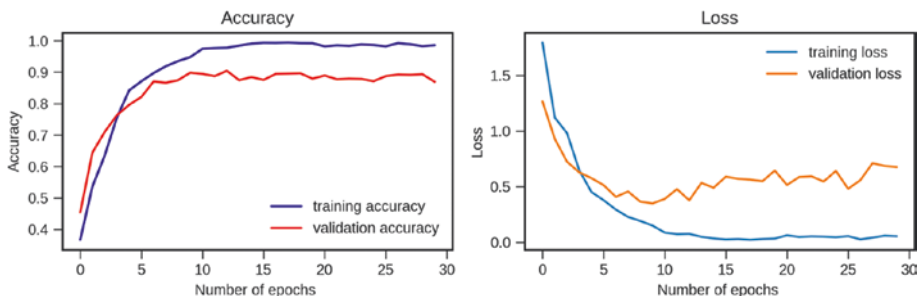 Accuracy
1.0
0.9
0.8
0.7
0.6
0.5
0.4
Accuracy
training accuracy
validation accuracy
0 5 10 15 20 25 30
Number of epochs
Loss
1.5
1.0
0.5
0.0
Loss
training loss
validation loss
0 5 10 15 20 25 30
Number of epochs